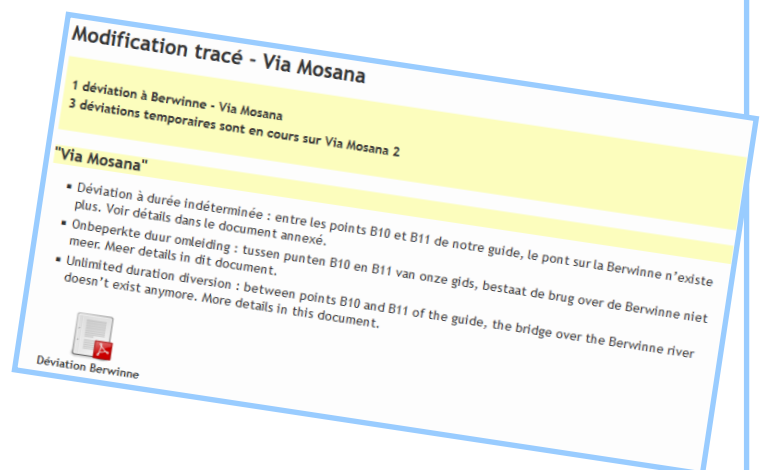 Modification tracé - Via Mosana
1 déviation à Berwinne - Via Mosana
3 déviations temporaires sont en cours sur Via Mosana 2
"Via Mosana"
▪ Déviation à durée indéterminée : entre les points B10 et B11 de notre guide, le pont sur la Berwinne n'existe
plus. Voir détails dans le document annexé.
▪ Onbeperkte duur omleiding : tussen punten B10 en B11 van onze gids, bestaat de brug over de Berwinne niet
meer. Meer details in dit document.
▪ Unlimited duration diversion : between points B10 and B11 of the guide, the bridge over the Berwinne river
doesn't exist anymore. More details in this document.
Déviation Berwinne